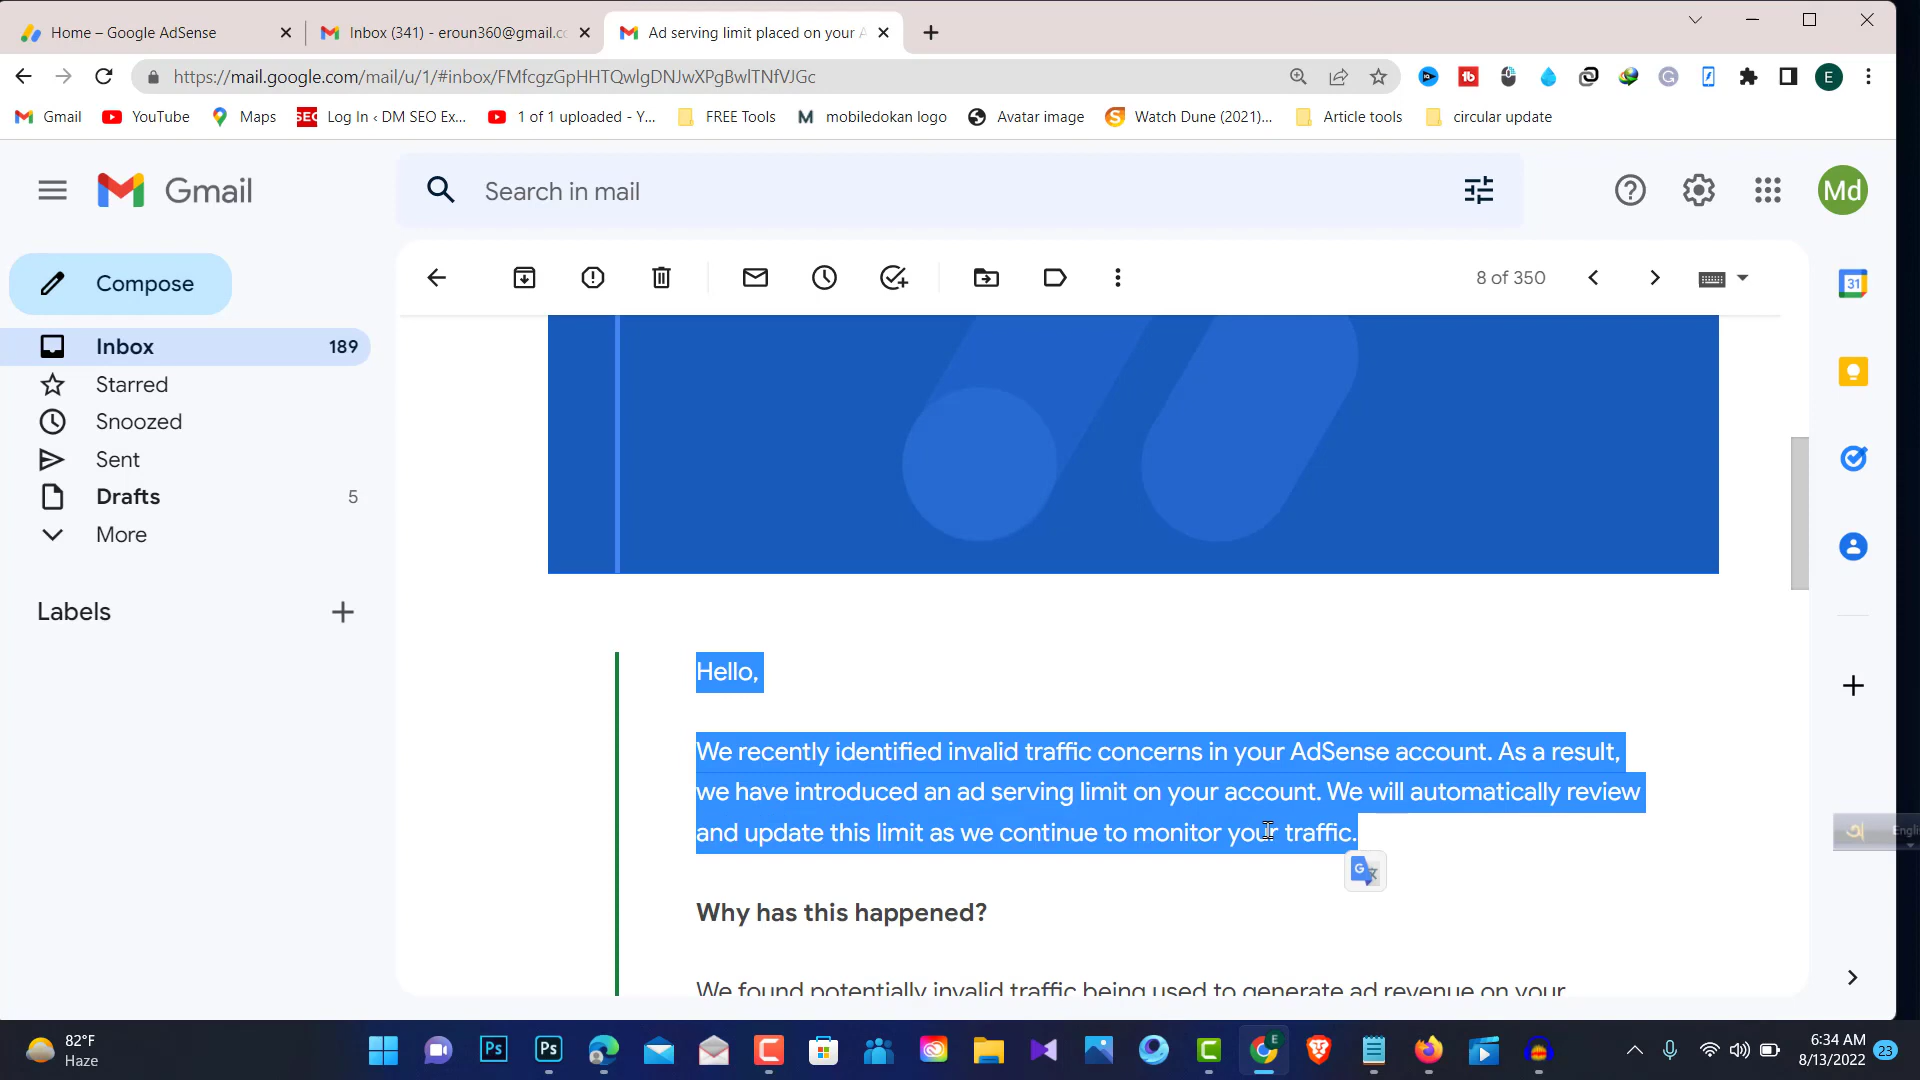 Home – Google AdSense
Inbox (341) - eroun360@gmail.cc
Ad serving limit placed on your A
https://mail.google.com/mail/u/1/#inbox/FMfcgzGpHHTQwlgDNJwXPgBwlTNfVJGc
E
Gmail
YouTube
Maps
SEO
Log In ‹ DM SEO Ex...
1 of 1 uploaded - Y...
FREE Tools
M mobiledokan logo
Avatar image
S Watch Dune (2021)...
Article tools
circular update
Gmail
Search in mail
Md
Compose
8 of 350
31
Inbox 189
Starred
Snoozed
Sent
Drafts 5
More
Labels
Hello,
We recently identified invalid traffic concerns in your AdSense account. As a result,
we have introduced an ad serving limit on your account. We will automatically review
and update this limit as we continue to monitor your traffic.
Why has this happened?
We found potentially invalid traffic being used to generate ad revenue on your
82°F
Haze
Ps
Ps
E
6:34 AM
8/13/2022
23